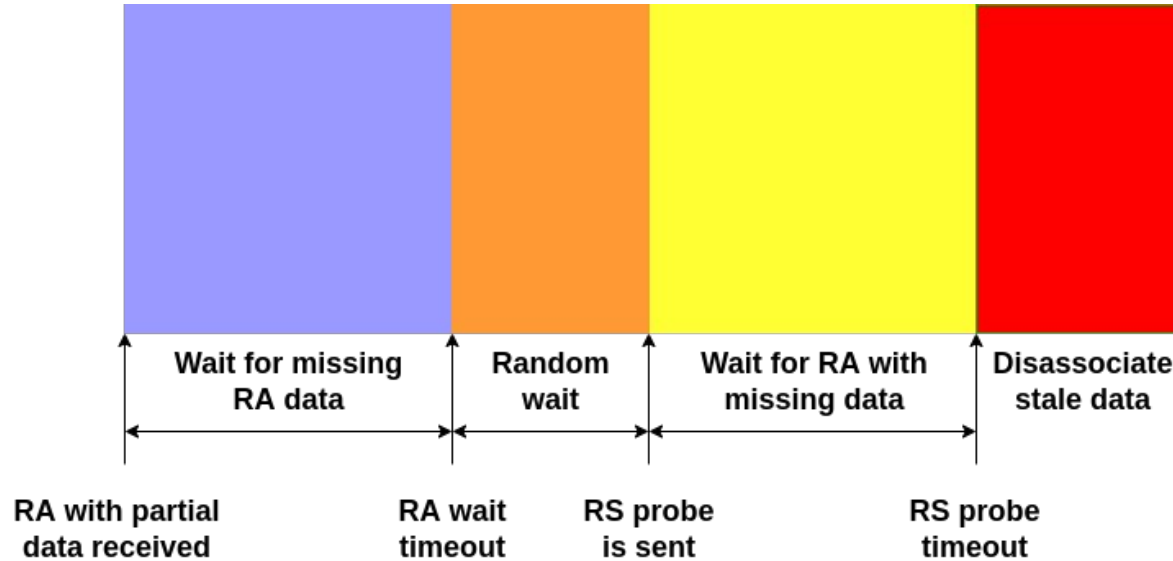 Wait for missing
RA data
Random
wait
Wait for RA with
missing data
Disassociate
stale data
RA with partial
data received
RA wait
timeout
RS probe
is sent
RS probe
timeout